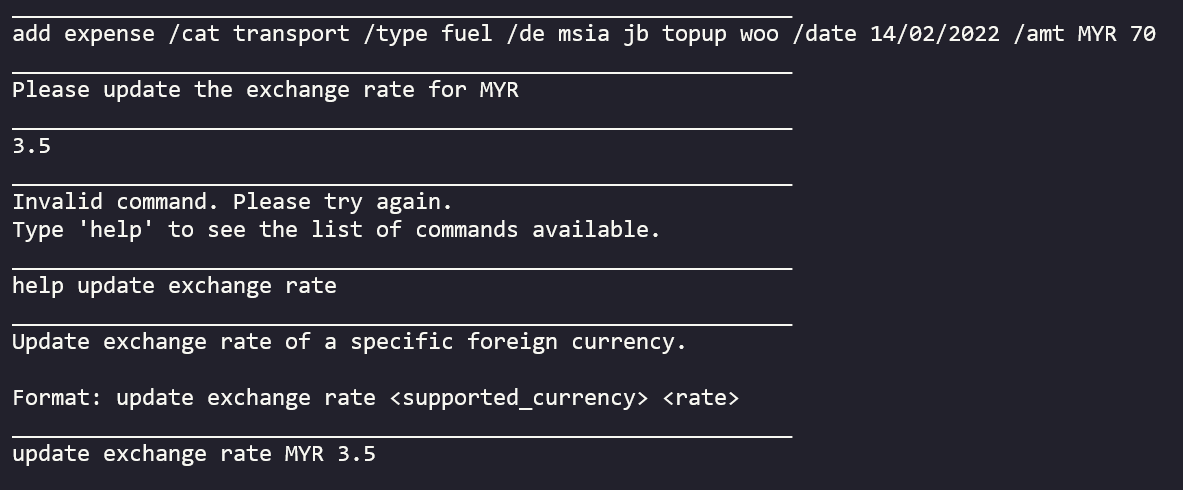 add expense /cat transport /type fuel /de msia jb topup woo /date 14/02/2022 /amt MYR 70
Please update the exchange rate for MYR
3.5
Invalid command. Please try again.
Type 'help' to see the list of commands available.
help update exchange rate
Update exchange rate of a specific foreign currency.
Format: update exchange rate <supported_currency> <rate>
update exchange rate MYR 3.5